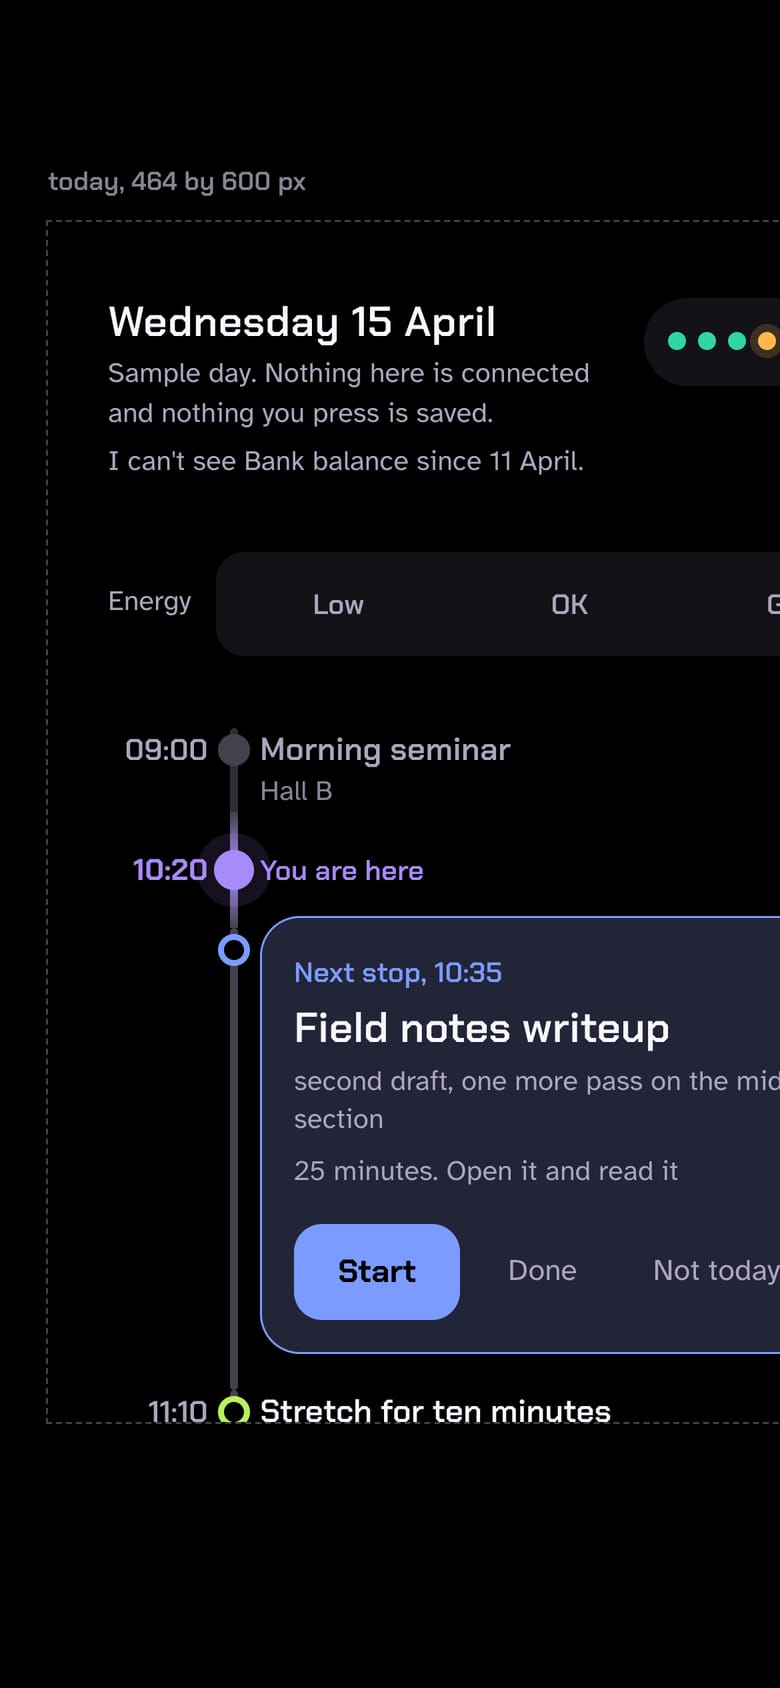 today, 464 by 600 px
Wednesday 15 April
Sample day. Nothing here is connected
and nothing you press is saved.
I can't see Bank balance since 11 April.
Energy
Low
OK
09:00
Morning seminar
Hall B
10:20
You are here
Next stop, 10:35
Field notes writeup
second draft, one more pass on the
section
25 minutes. Open it and read it
Start
Done
Not today
11:10
Stretch for ten minutes